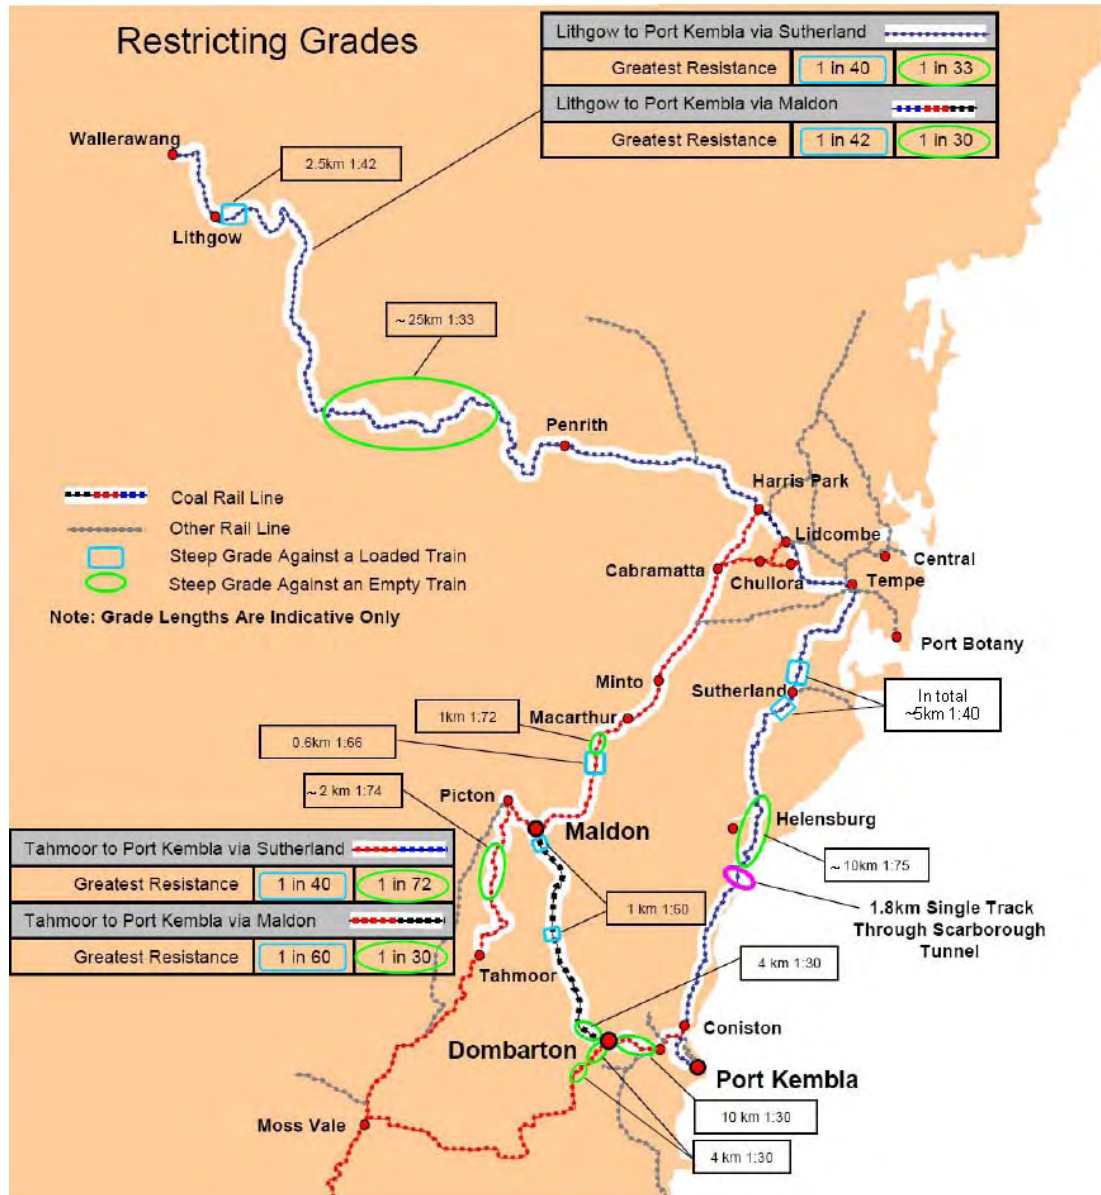 Restricting Grades
Lithgow to Port Kembla via Sutherland
Greatest Resistance 1 in 40 1 in 33
Lithgow to Port Kembla via Maldon
Greatest Resistance 1 in 42 1 in 30
Wallerawang
2.5km 1:42
Lithgow
~ 25km 1:33
Penrith
Harris Park
Coal Rail Line
Other Rail Line
Steep Grade Against a Loaded Train
Steep Grade Against an Empty Train
Note: Grade Lengths Are Indicative Only
Lidcombe
Central
Cabramatta
Chullora
Tempe
Port Botany
Minto
Sutherland
In total
~5km 1:40
1km 1:72
Macarthur
0.6km 1:66
~ 2 km 1:74
Picton
Maldon
Helensburg
~ 10km 1:75
Tahmoor to Port Kembla via Sutherland
Greatest Resistance 1 in 40 1 in 72
Tahmoor to Port Kembla via Maldon
Greatest Resistance 1 in 60 1 in 30
1 km 1:60
1.8km Single Track
Through Scarborough
Tunnel
Tahmoor
4 km 1:30
Coniston
Dombarton
Port Kembla
10 km 1:30
Moss Vale
4 km 1:30